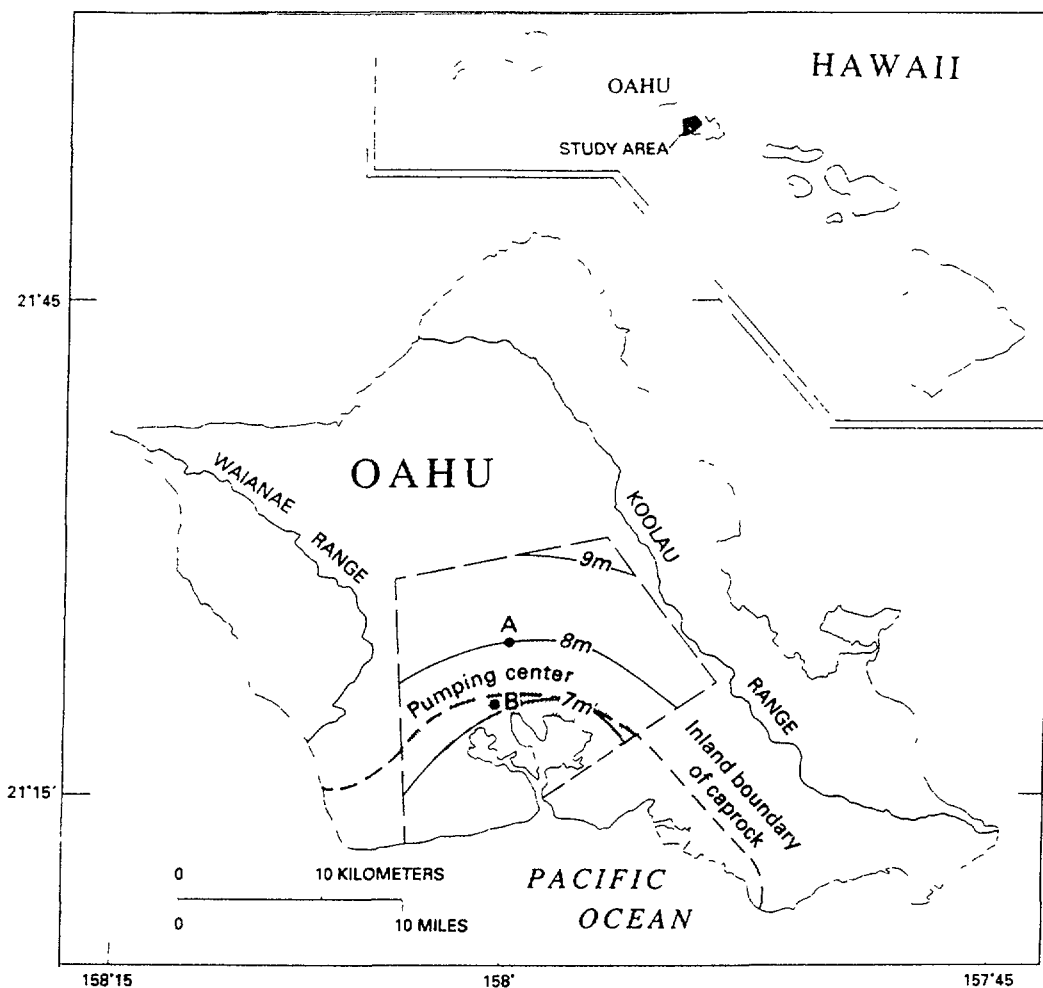 HAWAII
OAHU
STUDY AREA
21°45
OAHU
WAIANAE
RANGE
KOOLAU
RANGE
9m
A
8m
Pumping center
B
7m
Inland boundary
of caprock
21°15′
0 10 KILOMETERS
0 10 MILES
PACIFIC
OCEAN
158°15 158° 157°45